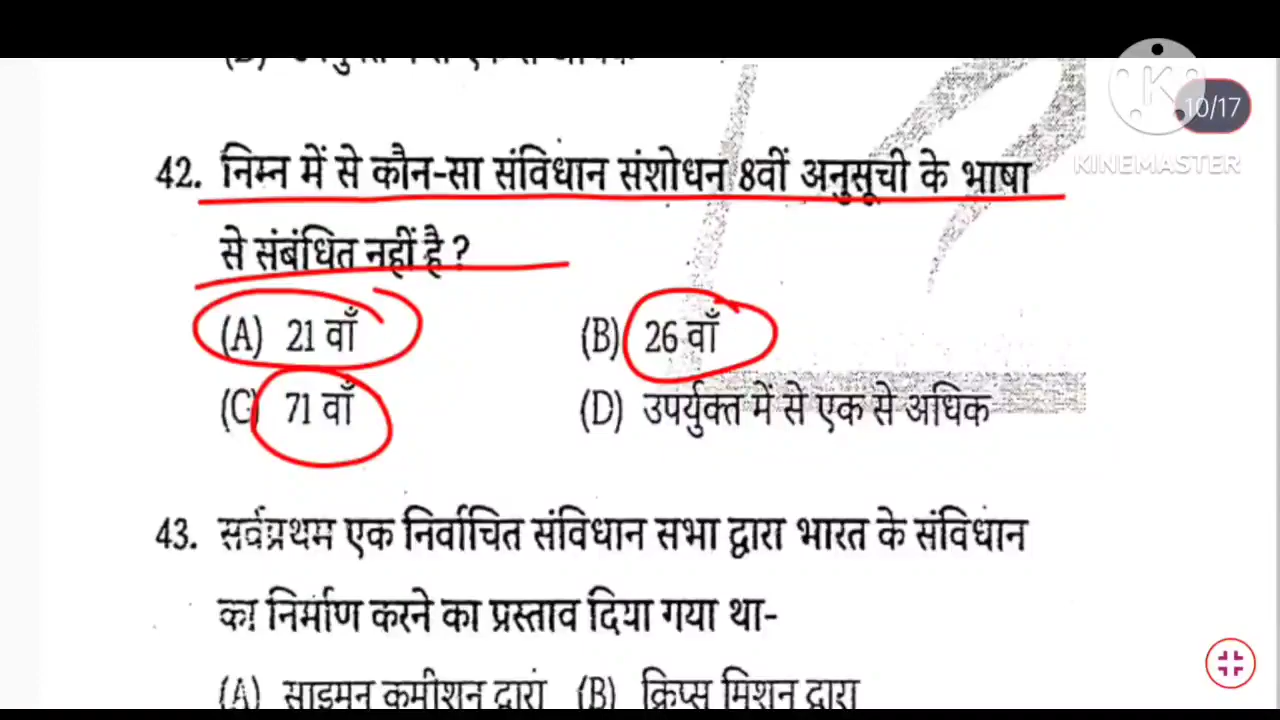 10/17
KINEMASTER
42. निम्न में से कौन-सा संविधान संशोधन 8वीं अनुसूची के भाषा
से संबंधित नहीं है ?
(A) 21 वाँ (B) 26 वाँ
(C) 71 वाँ (D) उपर्युक्त में से एक से अधिक
43. सर्वप्रथम एक निर्वाचित संविधान सभा द्वारा भारत के संविधान
का निर्माण करने का प्रस्ताव दिया गया था-
(A) साइमन कमीशन द्वारा (B) क्रिप्स मिशन द्वारा